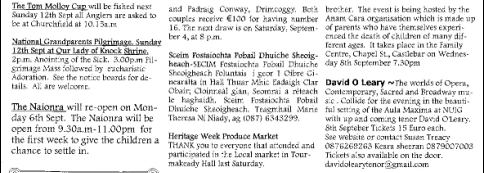 The Tom Molloy Cup will be fished next
Sunday 12th Sept all Anglers are asked to
be at Churchfield at 10.15a.m
National Grandparents Pilgrimage. Sunday
12th Sept at Our Lady of Knock Shrine.
2p.m. Anointing of the Sick. 3.00p.m Pil-
grimage Mass followed by eucharistic
Adoration. See the notice boards for de-
tails. All are welcome.
The Naionra will re-open on Mon-
day 6th Sept. The Naionra will be
open from 9.30a.m-11.00pm for
the first week to give the children a
chance to settle in.
and Padraig Conway, Drimcoggy. Both
couples receive €100 for having number
16. The next draw is on Saturday, Septem-
ber 4, at 8 p.m.
Sceim Fostaiochta Pobail Dhuiche Sheoig-
heach-SECIM Fostaiochta Pobail Dhuiche
Sheoigheach Foluntais i gcor 1 Oifire Gi-
nearalta in Hall Thuar Mhic Eadaigh Clar
Obair; Cloinneal glan, Seomrai a reiteach
le haghaidh. Sceim Fostaiochta Pobail
Dhuiche Sheoigheach. Teagmhail Marie
Theresa Ni Niady, ag (087) 6343299.
Heritage Week Produce Market
THANK you to everyone that attended and
participated in the Local market in Tour-
makeady Hall last Saturday.
brother. The event is being hosted by the
Anam Cara organisation which is made up
of parents who have themselves experi-
enced the death of children of many dif-
ferent ages. It takes place in the Family
Centre, Chapel St., Castlebar on Wednes-
day 8th September 7.30pm
David O Leary ~The worlds of Opera,
Contemporary, Sacred and Broadway mu-
sic . Collide for the evening in the beauti-
ful setting of the Aula Maxima at NUIG
and with up and coming tenor David O'Leary.
8th Septeber Tickets 15 Euro each.
See website or contact Susan Treacy
0876268263 Keara sheeran 0879007003
Tickets also available on the door.
davidolearytenor@gmail.com